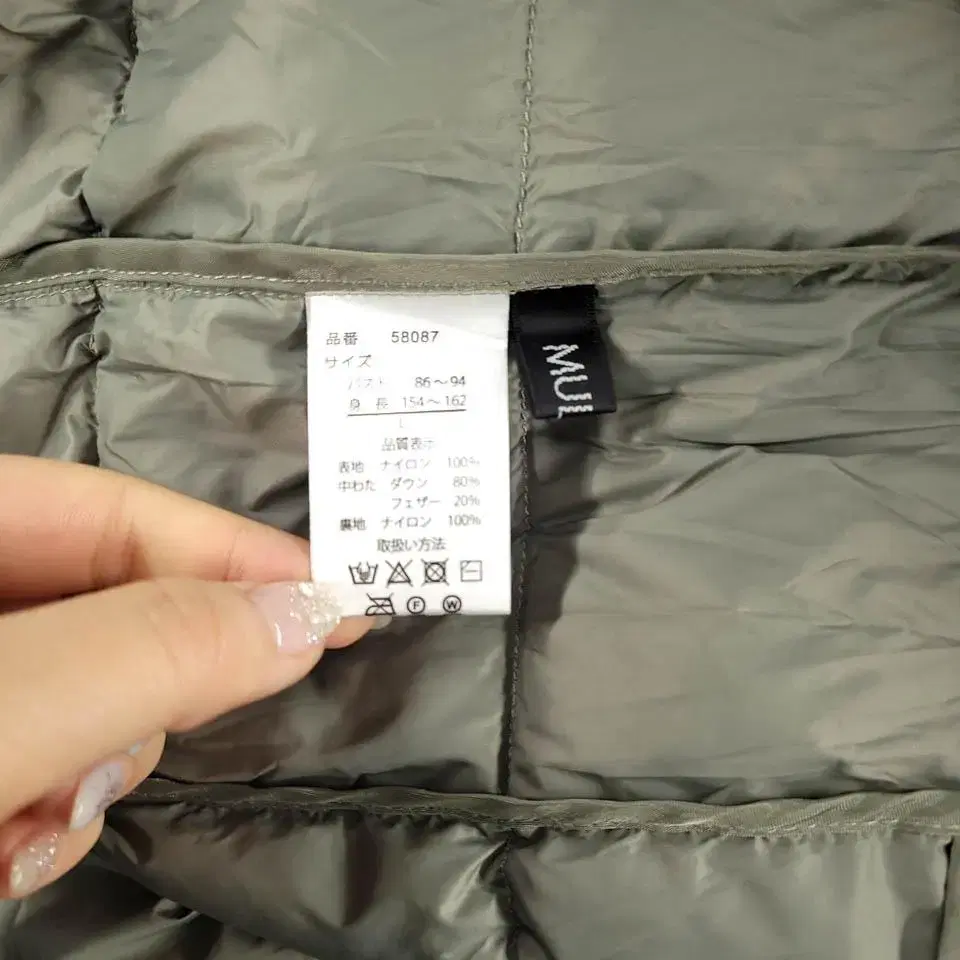 品番 58087
サイズ
バスト 86～94
身長 154～162
L
品質表示
表地 ナイロン 100%
中わた ダウン 80%
フェザー 20%
裏地 ナイロン 100%
取扱い方法
F W